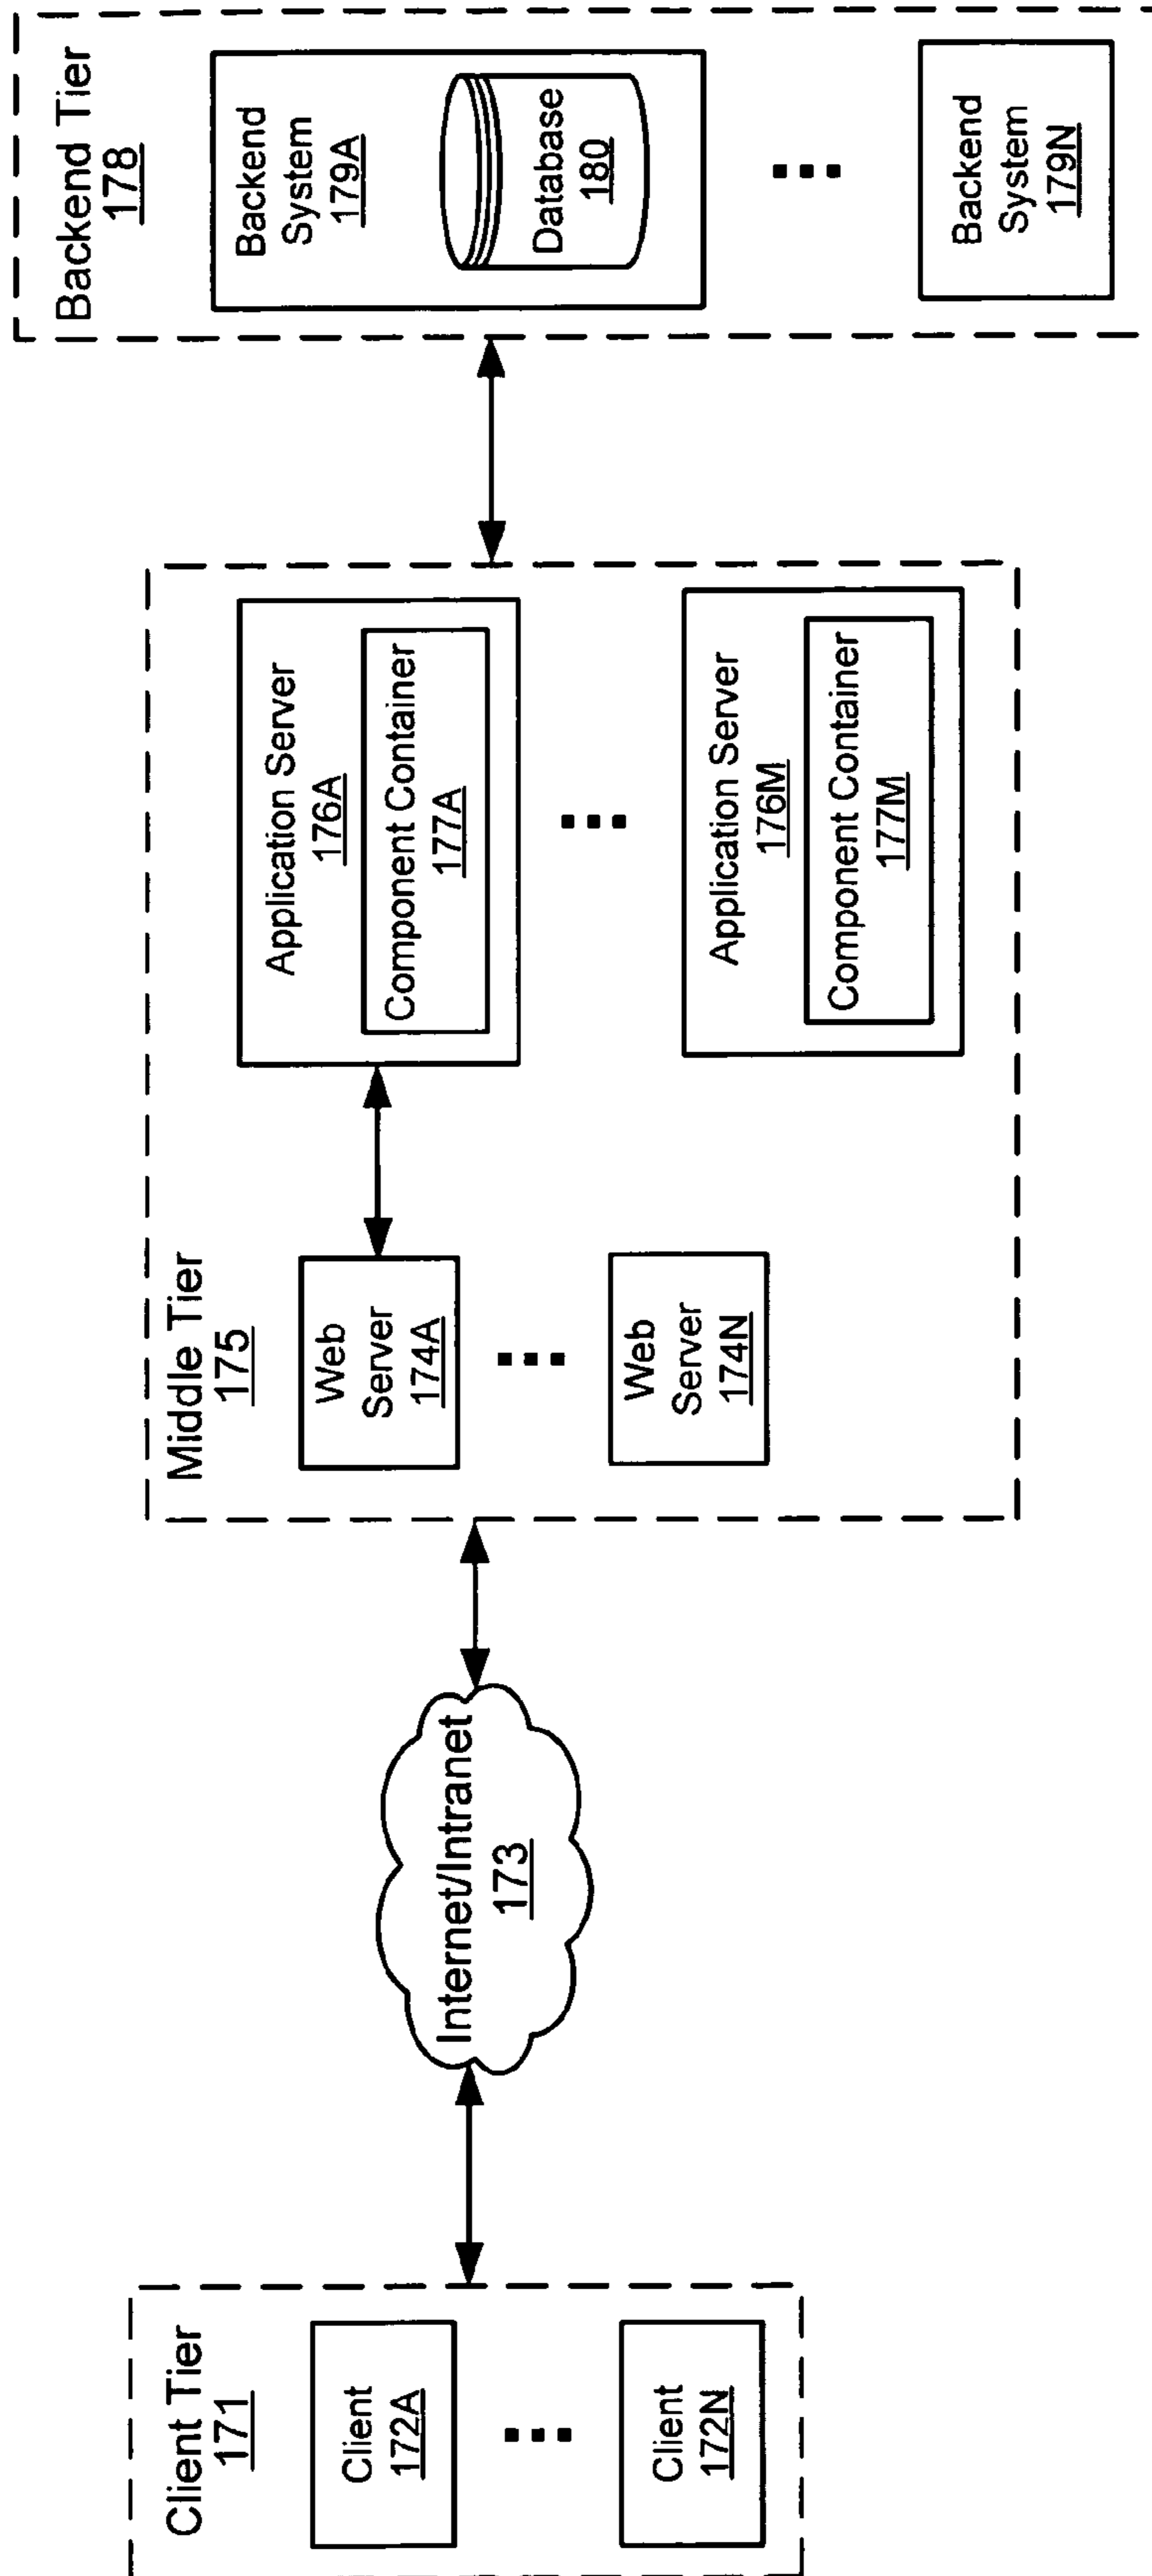 Client Tier
171
Client
172A
Client
172N
Internet/Intranet
173
Middle Tier
175
Web
Server
174A
Web
Server
174N
Application Server
176A
Component Container
177A
Application Server
176M
Component Container
177M
Backend Tier
178
Backend
System
179A
Database
180
Backend
System
179N